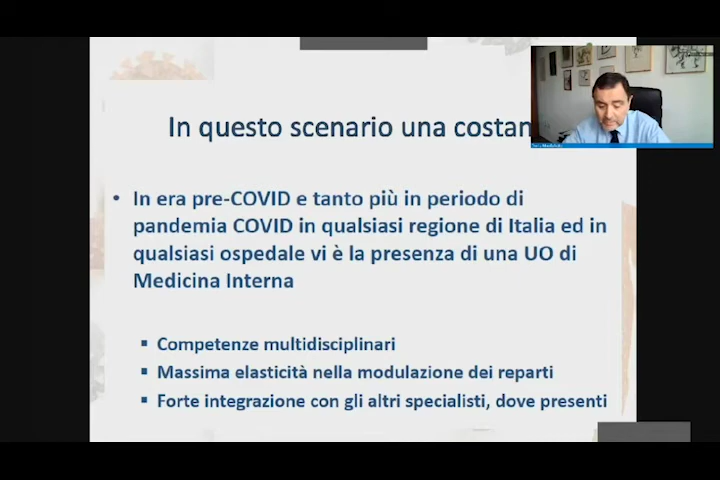 In questo scenario una costan
• In era pre-COVID e tanto più in periodo di
pandemia COVID in qualsiasi regione di Italia ed in
qualsiasi ospedale vi è la presenza di una UO di
Medicina Interna
▪ Competenze multidisciplinari
▪ Massima elasticità nella modulazione dei reparti
▪ Forte integrazione con gli altri specialisti, dove presenti